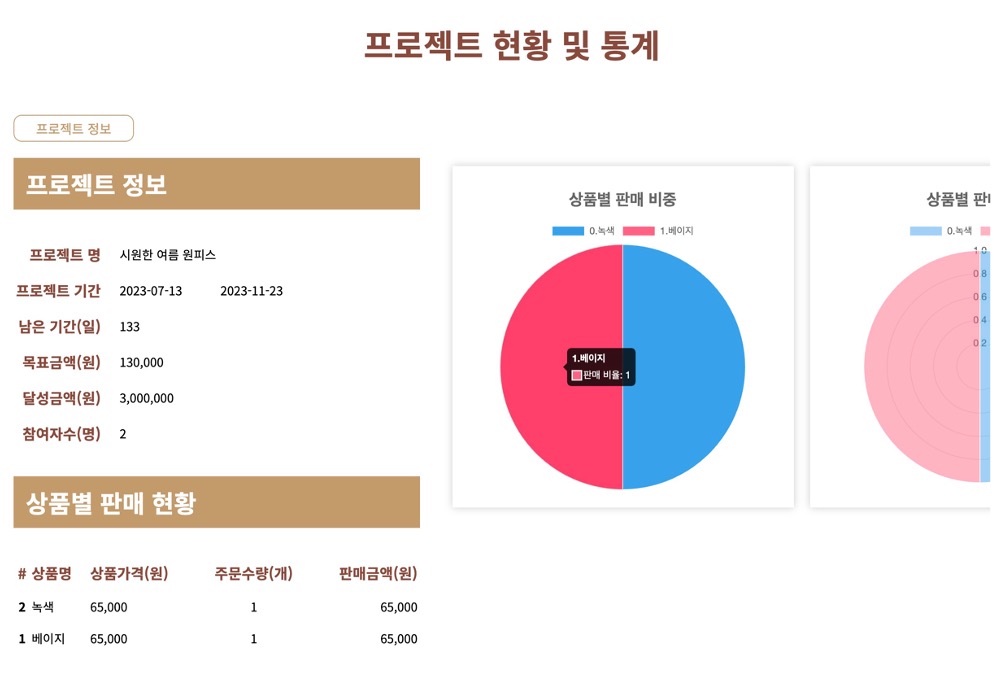 프로젝트 현황 및 통계
프로젝트 정보
프로젝트 정보
프로젝트 명 시원한 여름 원피스
프로젝트 기간 2023-07-13 2023-11-23
남은 기간(일) 133
목표금액(원) 130,000
달성금액(원) 3,000,000
참여자수(명) 2
상품별 판매 현황
# 상품명 상품가격(원) 주문수량(개) 판매금액(원)
2 녹색 65,000 1 65,000
1 베이지 65,000 1 65,000
상품별 판매 비중
0.녹색 1.베이지
1.베이지
판매 비율: 1
상품별
0.녹색
1.0
0.8
0.6
0.4
0.2